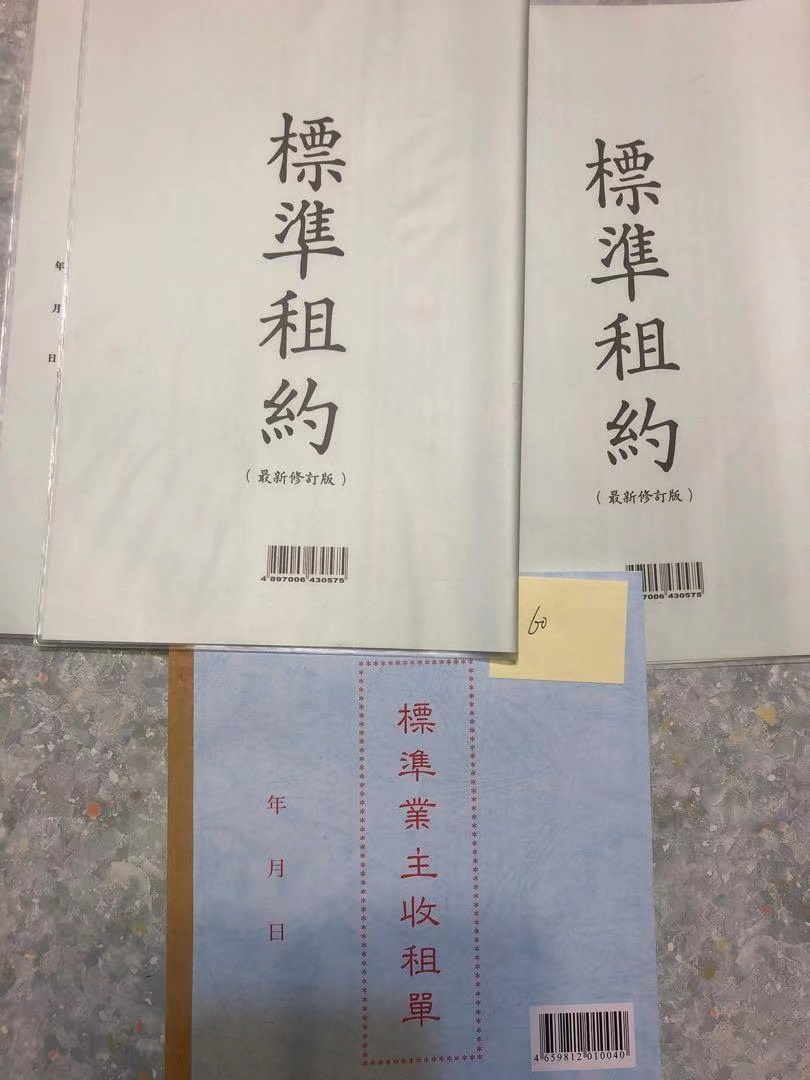 年月日
標準租約
（最新修訂版）
4 897006 430575
標準租約
（最新修訂版）
7006 430575
60
標準業主收租單
年月日
4 659812 010040